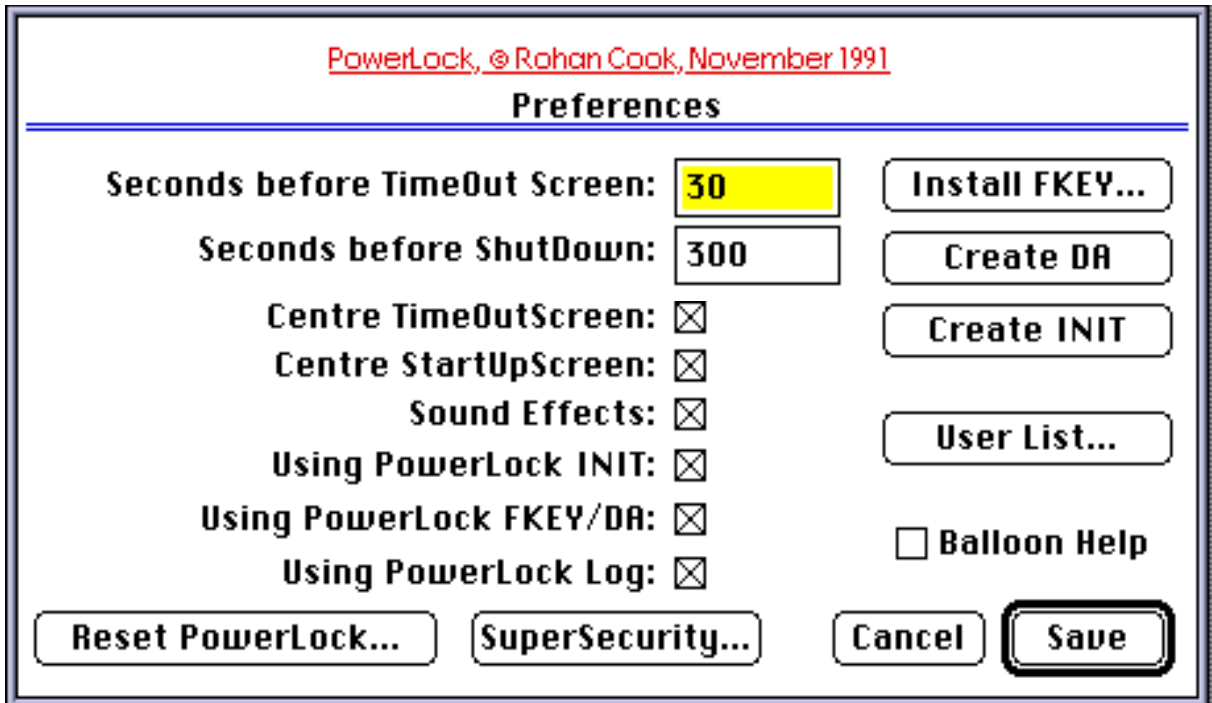 PowerLock, © Rohan Cook, November 1991
Preferences
Seconds before TimeOut Screen: 30
Install FKEY...
Seconds before ShutDown: 300
Create DA
Centre TimeOutScreen:
Create INIT
Centre StartUpScreen:
Sound Effects:
User List...
Using PowerLock INIT:
Using PowerLock FKEY/DA:
Balloon Help
Using PowerLock Log:
Reset PowerLock...
SuperSecurity...
Cancel
Save